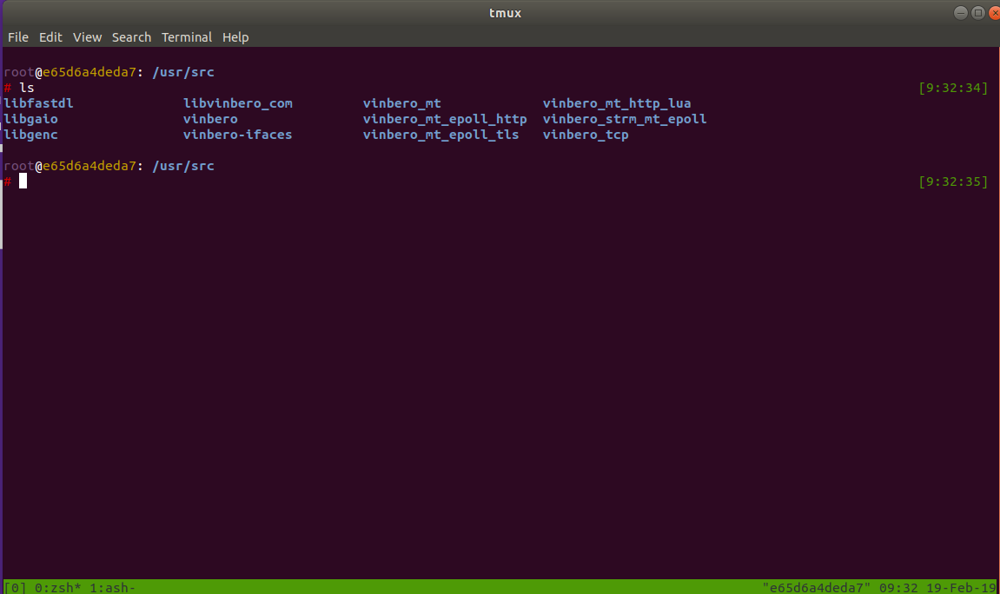 tmux
File Edit View Search Terminal Help
root@e65d6a4deda7: /usr/src
# ls [9:32:34]
libfastdl libvinbero_com vinbero_mt vinbero_mt_http_lua
libgaio vinbero vinbero_mt_epoll_http vinbero_strm_mt_epoll
libgenc vinbero-ifaces vinbero_mt_epoll_tls vinbero_tcp
root@e65d6a4deda7: /usr/src
# [9:32:35]
[0] 0:zsh* 1:ash- "e65d6a4deda7" 09:32 19-Feb-19